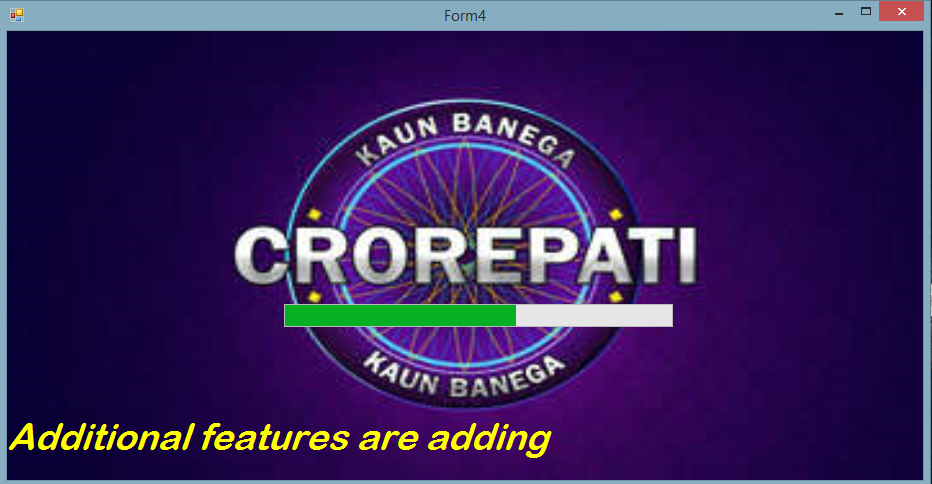 Form4
KAUN BANEGA
CROREPATI
KAUN BANEGA
Additional features are adding